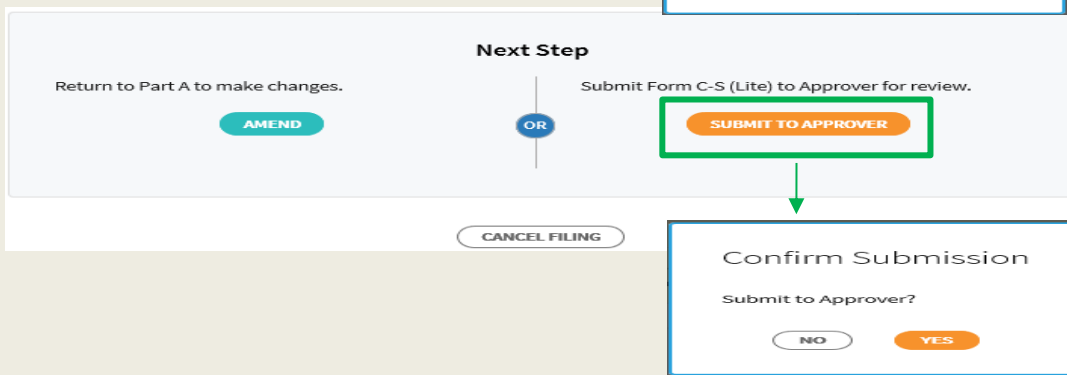 Next Step
Return to Part A to make changes.
Submit Form C-S (Lite) to Approver for review.
AMEND
OR
SUBMIT TO APPROVER
CANCEL FILING
Confirm Submission
Submit to Approver?
NO
YES